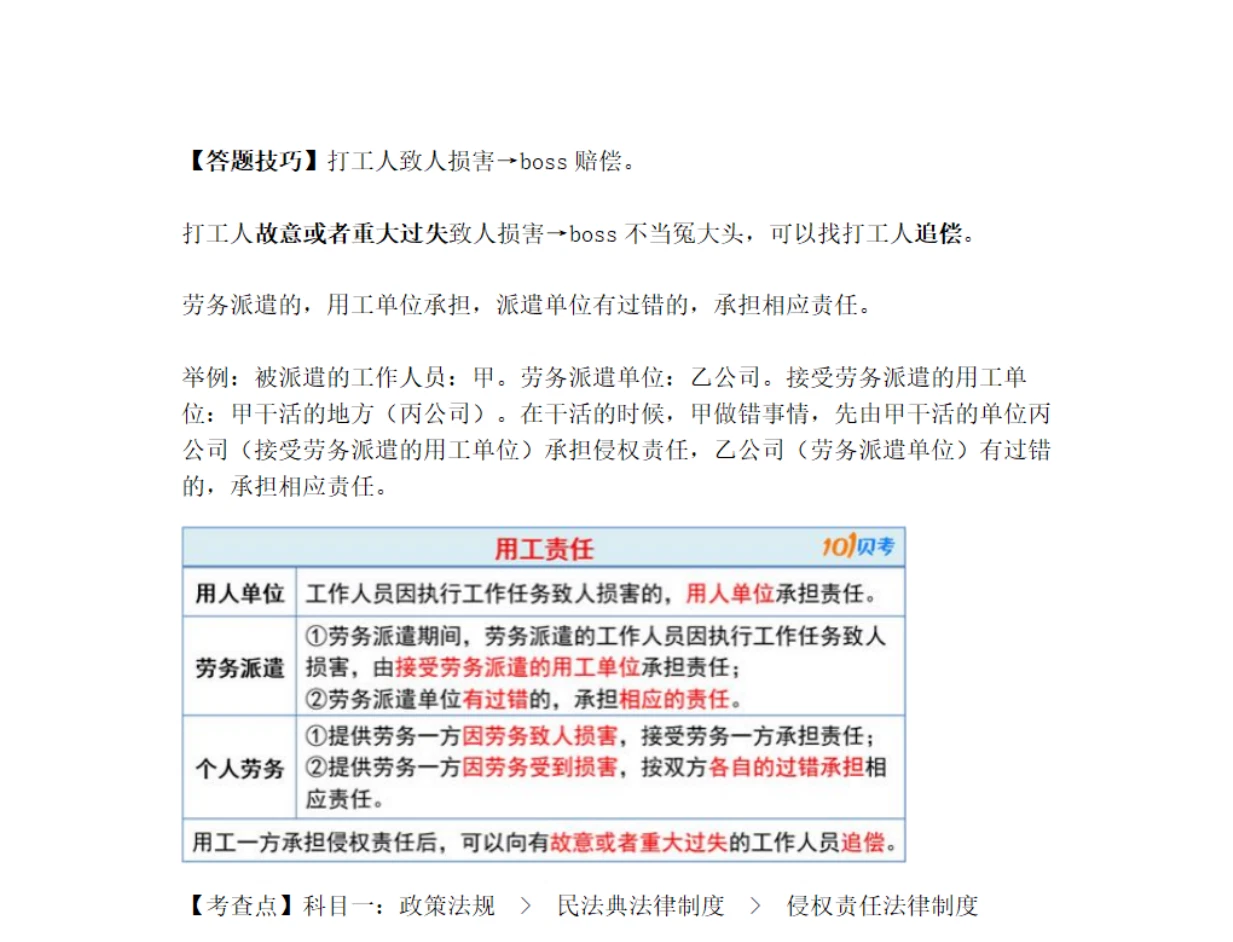 【答题技巧】打工人致人损害→boss 赔偿。
打工人故意或者重大过失致人损害→boss 不当冤大头，可以找打工人追偿。
劳务派遣的，用工单位承担，派遣单位有过错的，承担相应责任。
举例：被派遣的工作人员：甲。劳务派遣单位：乙公司。接受劳务派遣的用工单
位：甲干活的地方（丙公司）。在干活的时候，甲做错事情，先由甲干活的单位丙
公司（接受劳务派遣的用工单位）承担侵权责任，乙公司（劳务派遣单位）有过错
的，承担相应责任。
用工责任
101贝考
用人单位
工作人员因执行工作任务致人损害的，用人单位承担责任。
劳务派遣
①劳务派遣期间，劳务派遣的工作人员因执行工作任务致人
损害，由接受劳务派遣的用工单位承担责任；
②劳务派遣单位有过错的，承担相应的责任。
个人劳务
①提供劳务一方因劳务致人损害，接受劳务一方承担责任；
②提供劳务一方因劳务受到损害，按双方各自的过错承担相
应责任。
用工一方承担侵权责任后，可以向有故意或者重大过失的工作人员追偿。
【考查点】科目一：政策法规 > 民法典法律制度 > 侵权责任法律制度